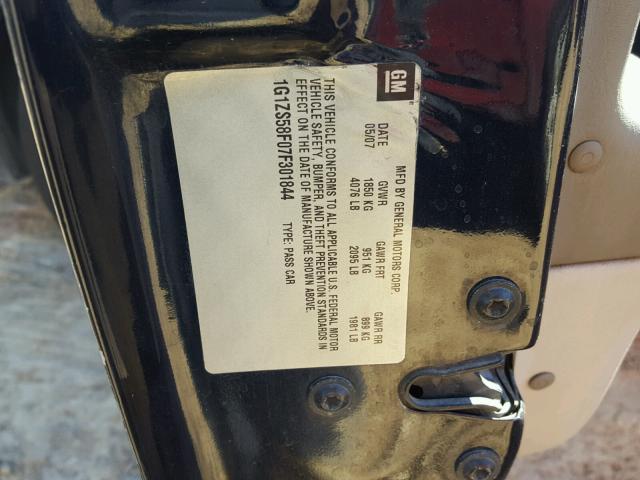 GM
MFD BY GENERAL MOTORS CORP.
DATE GVWR GAWR FRT GAWR RR
05/07 1850 KG 951 KG 899 KG
4076 LB 2095 LB 1981 LB
THIS VEHICLE CONFORMS TO ALL APPLICABLE U.S. FEDERAL MOTOR
VEHICLE SAFETY, BUMPER, AND THEFT PREVENTION STANDARDS IN
EFFECT ON THE DATE OF MANUFACTURE SHOWN ABOVE.
1G1ZS58F07F301844 TYPE: PASS CAR